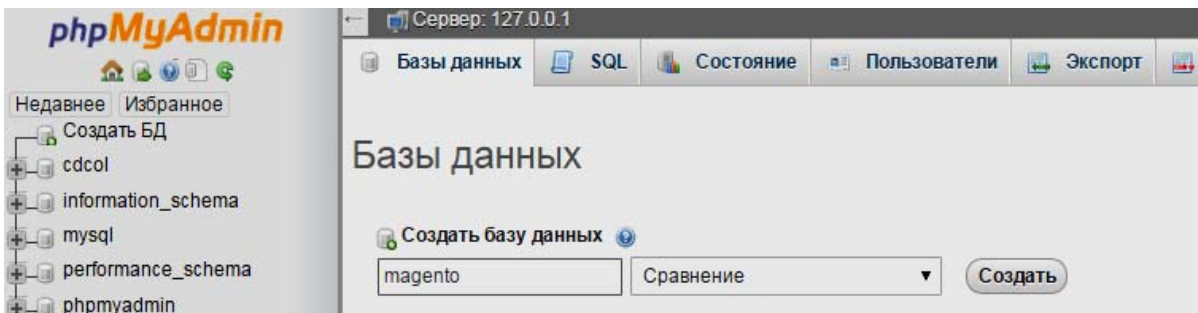 phpMyAdmin
Недавнее Избранное
Создать БД
cdcol
information_schema
mysql
performance_schema
phpmyadmin
Сервер: 127.0.0.1
Базы данных SQL Состояние Пользователи Экспорт
Базы данных
Создать базу данных
magento Сравнение Создать